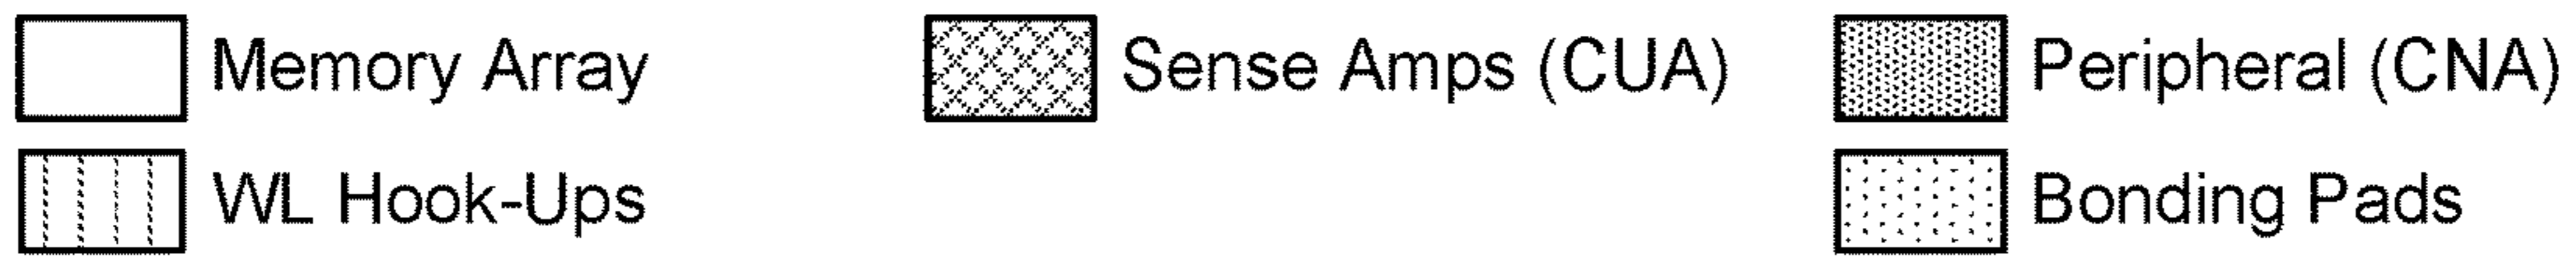 Memory Array Sense Amps (CUA) Peripheral (CNA)
WL Hook-Ups Bonding Pads